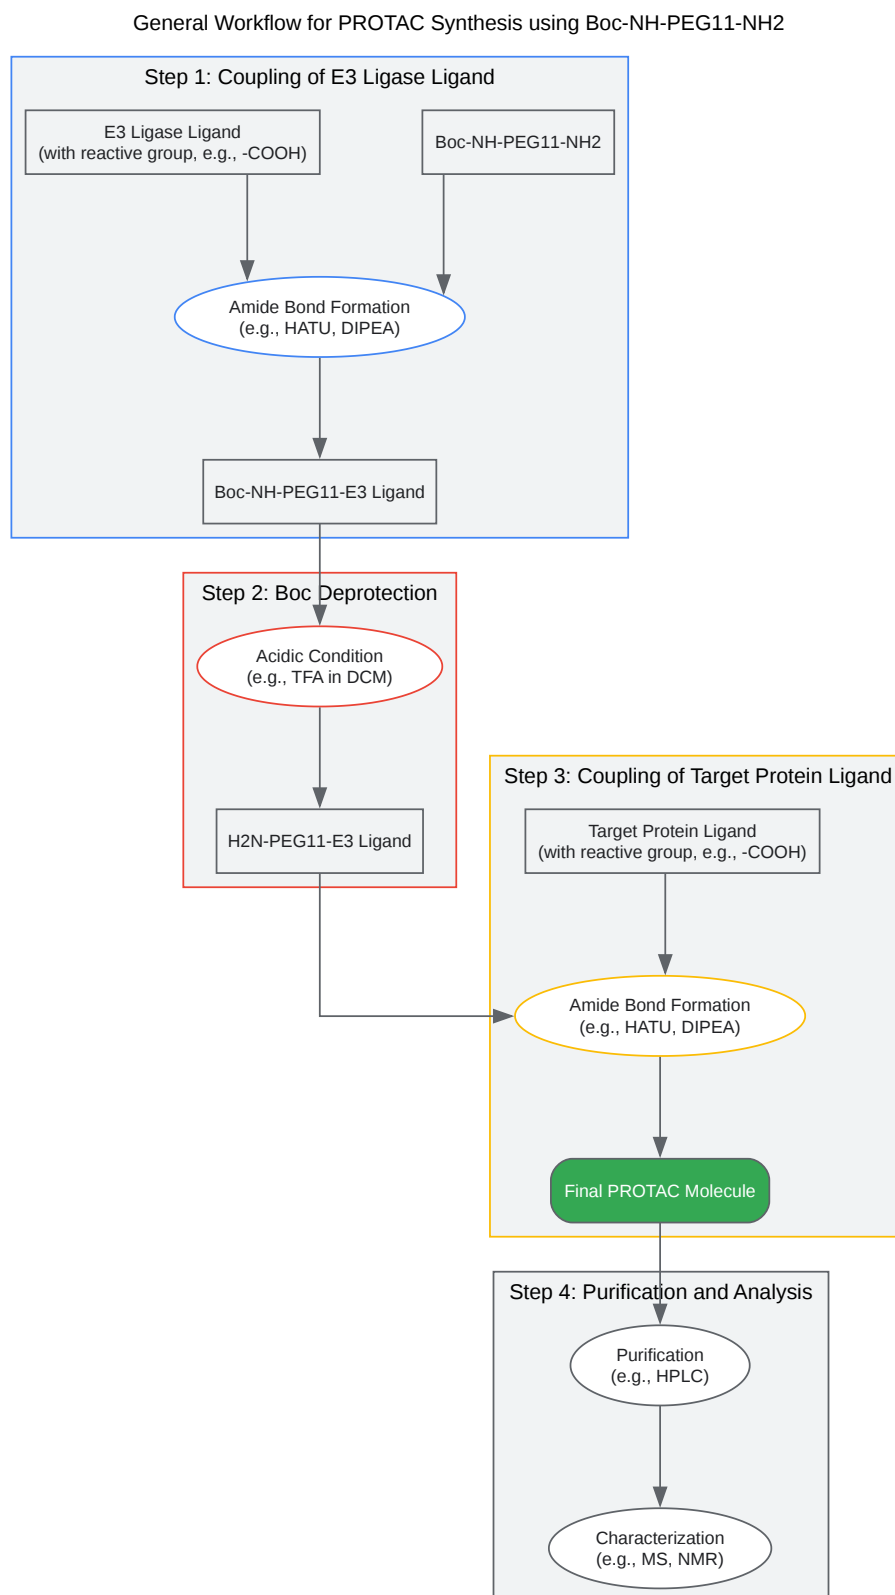 General Workflow for PROTAC Synthesis using Boc-NH-PEG11-NH2
Step 1: Coupling of E3 Ligase Ligand
E3 Ligase Ligand
(with reactive group, e.g., -COOH)
Boc-NH-PEG11-NH2
Amide Bond Formation
(e.g., HATU, DIPEA)
Boc-NH-PEG11-E3 Ligand
Step 2: Boc Deprotection
Acidic Condition
(e.g., TFA in DCM)
H2N-PEG11-E3 Ligand
Step 3: Coupling of Target Protein Ligand
Target Protein Ligand
(with reactive group, e.g., -COOH)
Amide Bond Formation
(e.g., HATU, DIPEA)
Final PROTAC Molecule
Step 4: Purification and Analysis
Purification
(e.g., HPLC)
Characterization
(e.g., MS, NMR)